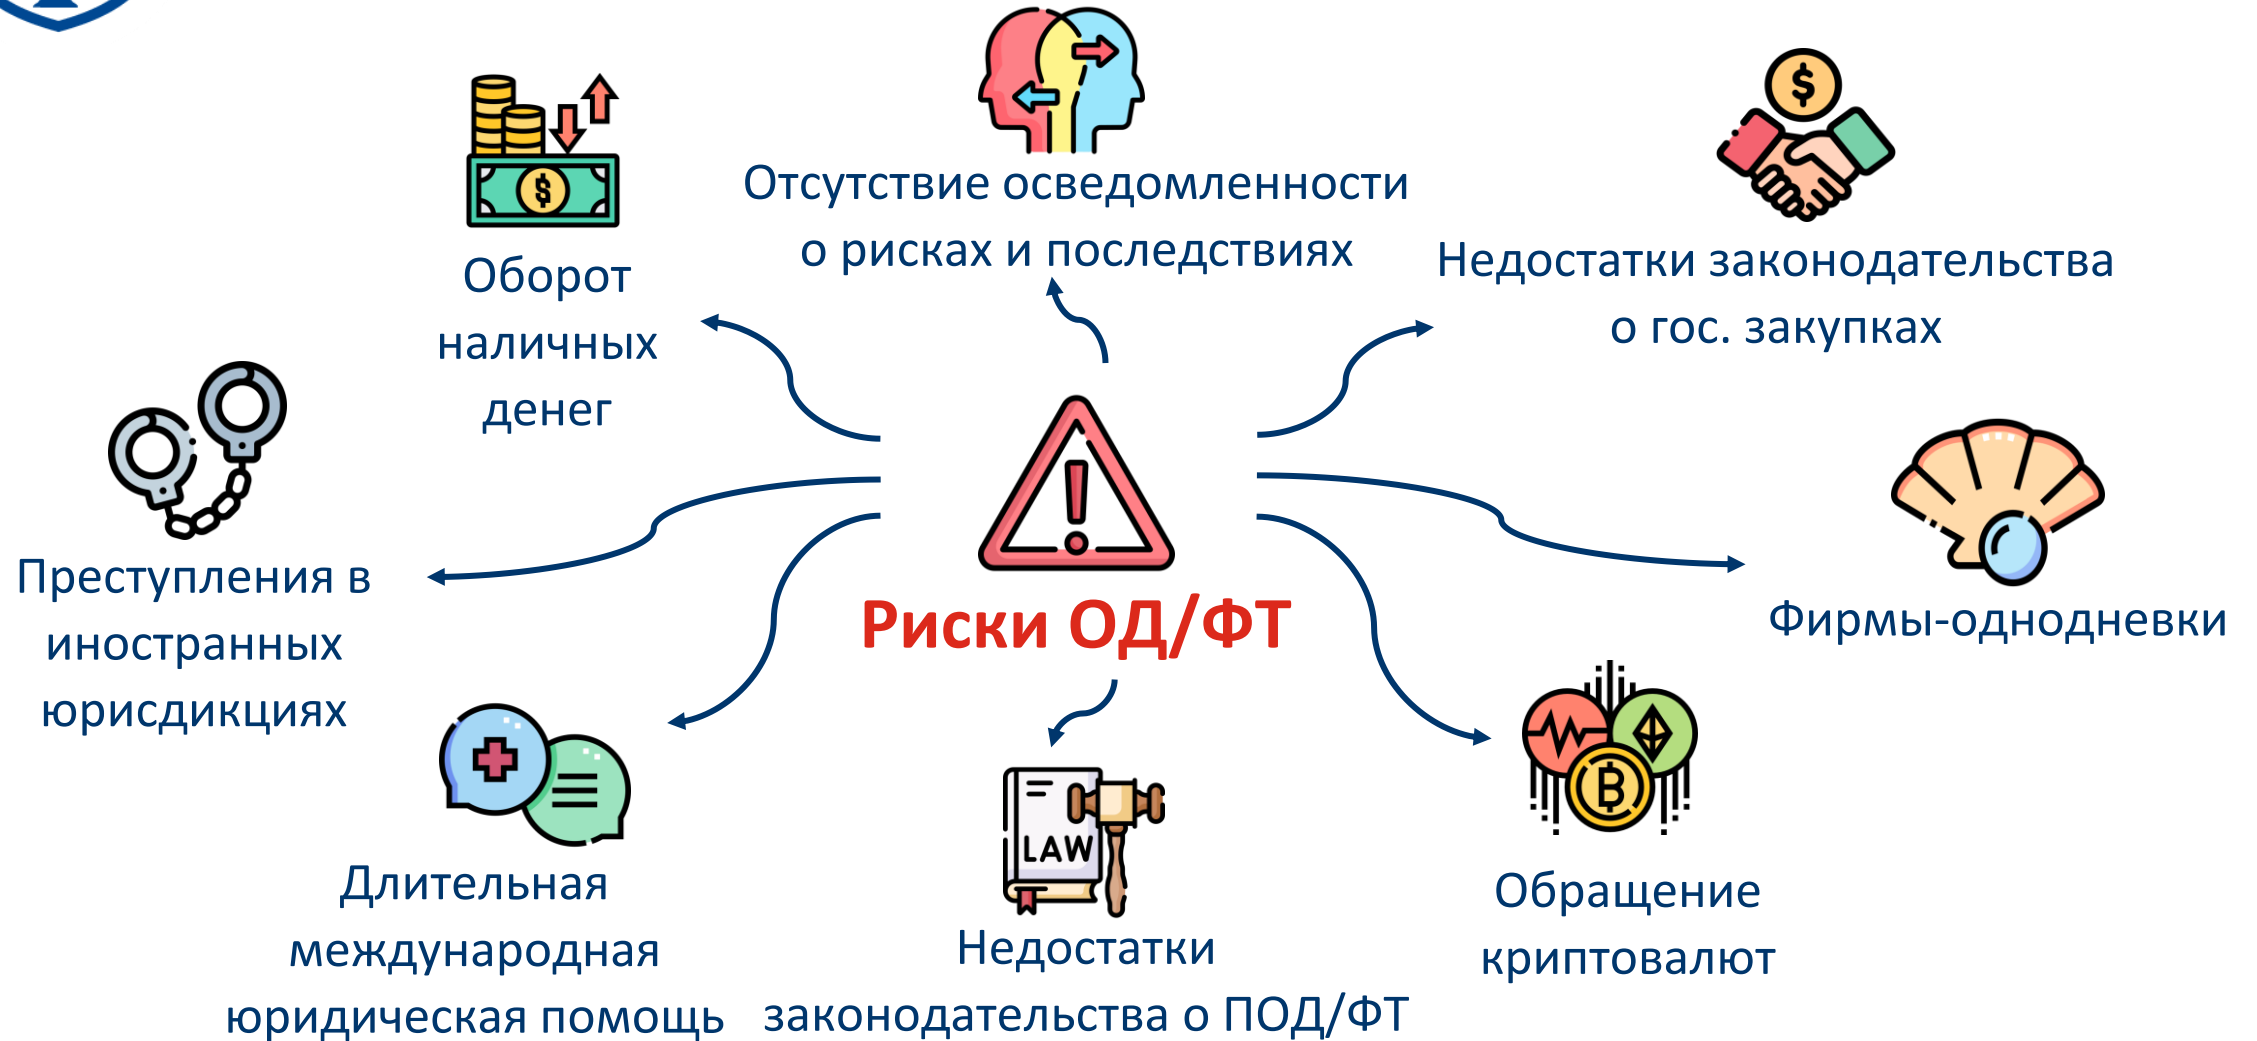 Отсутствие осведомленности
о рисках и последствиях
Оборот
наличных
денег
Недостатки законодательства
о гос. закупках
Преступления в
иностранных
юрисдикциях
Риски ОД/ФТ
Фирмы-однодневки
Длительная
международная
юридическая помощь
LAW
Недостатки
законодательства о ПОД/ФТ
Обращение
криптовалют